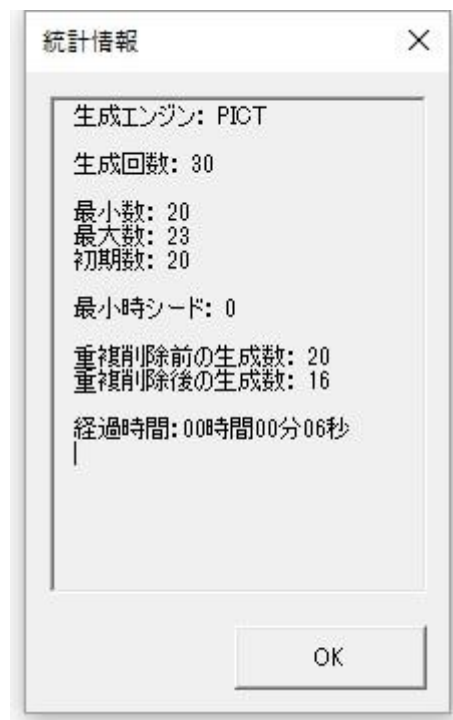 統計情報
生成エンジン: PICT
生成回数: 30
最小数: 20
最大数: 23
初期数: 20
最小時シード: 0
重複削除前の生成数: 20
重複削除後の生成数: 16
経過時間:00時間00分06秒
OK